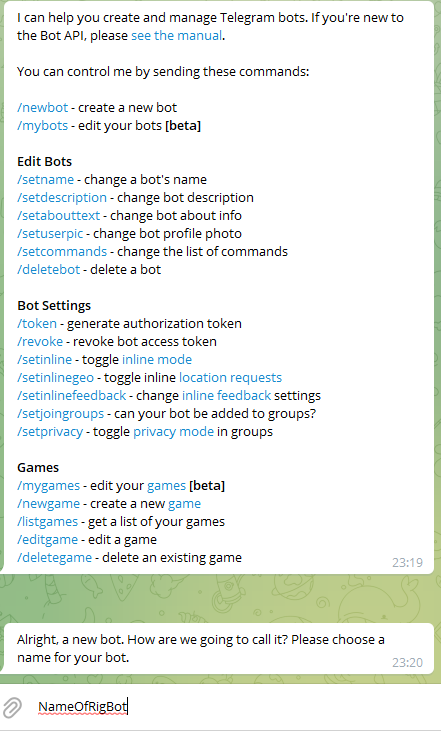 I can help you create and manage Telegram bots. If you're new to
the Bot API, please see the manual.
You can control me by sending these commands:
/newbot - create a new bot
/mybots - edit your bots [beta]
Edit Bots
/setname - change a bot's name
/setdescription - change bot description
/setabouttext - change bot about info
/setuserpic - change bot profile photo
/setcommands - change the list of commands
/deletebot - delete a bot
Bot Settings
/token - generate authorization token
/revoke - revoke bot access token
/setinline - toggle inline mode
/setinlinegeo - toggle inline location requests
/setinlinefeedback - change inline feedback settings
/setjoingroups - can your bot be added to groups?
/setprivacy - toggle privacy mode in groups
Games
/mygames - edit your games [beta]
/newgame - create a new game
/listgames - get a list of your games
/editgame - edit a game
/deletegame - delete an existing game
23:19
Alright, a new bot. How are we going to call it? Please choose a
name for your bot.
23:20
NameOfRigBot